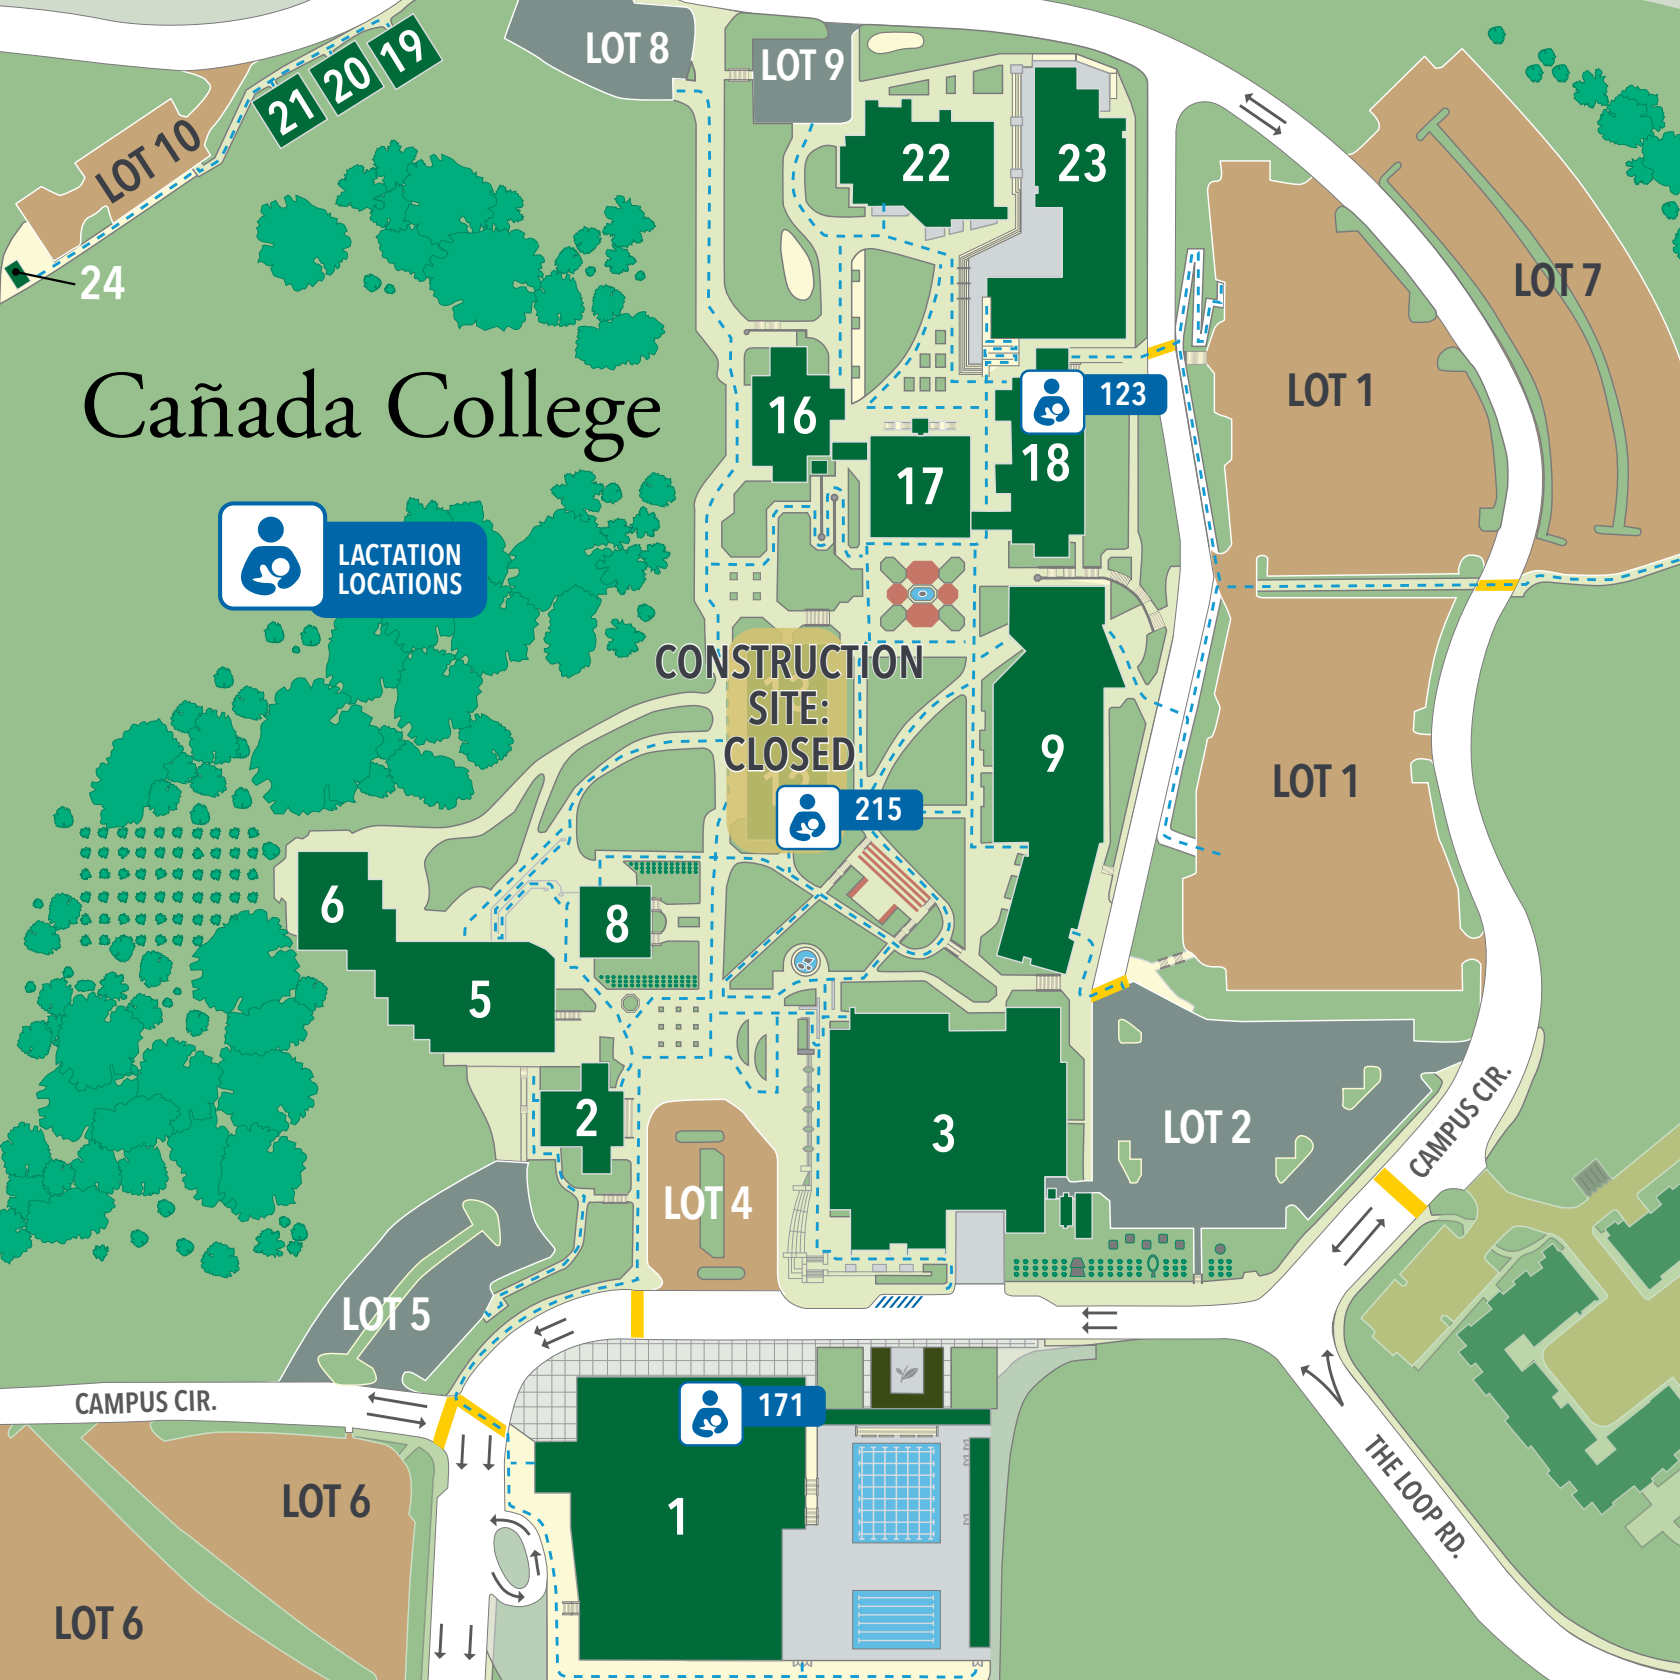 LOT 8
LOT 9
19
20
21
LOT 10
22
23
24
LOT 7
Cañada College
16
123
LOT 1
17
18
LACTATION
LOCATIONS
CONSTRUCTION
SITE:
CLOSED
13
13
9
LOT 1
215
6
8
5
2
3
LOT 2
CAMPUS CIR.
LOT 4
LOT 5
CAMPUS CIR.
171
THE LOOP RD.
LOT 6
1
LOT 6